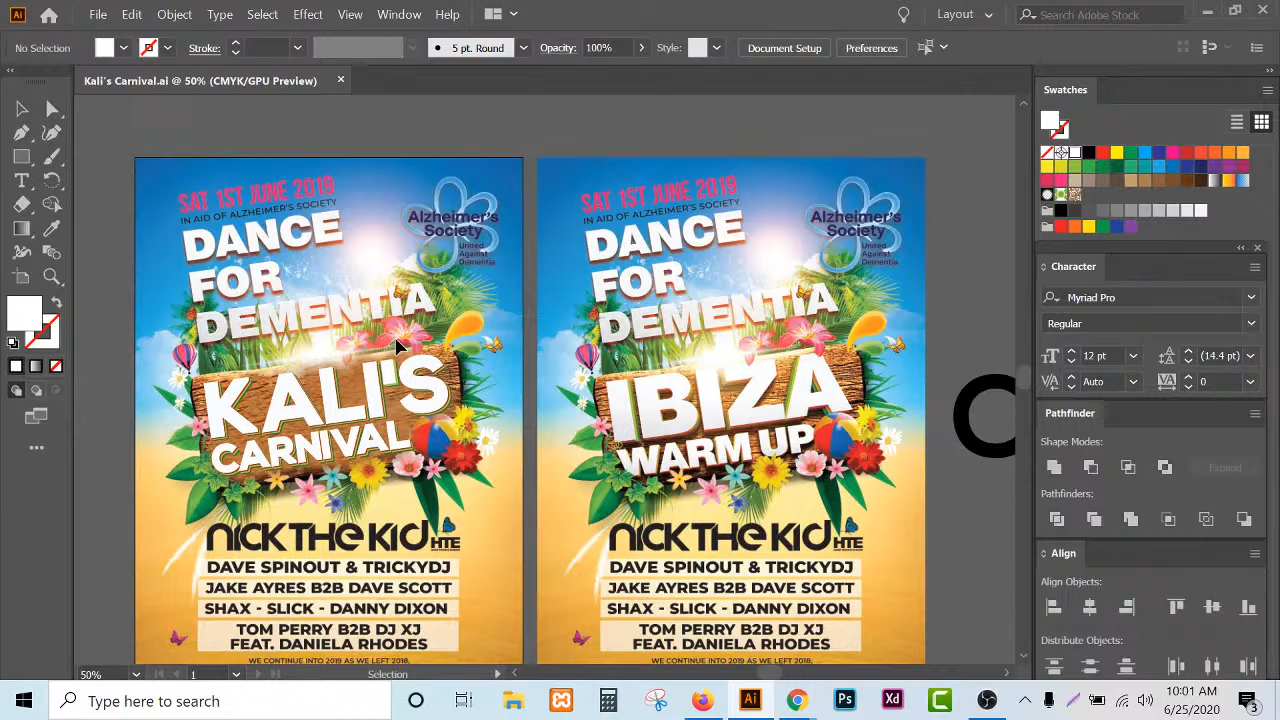 Ai
File Edit Object Type Select Effect View Window Help
Layout
Search Adobe Stock
No Selection
Stroke:
5 pt. Round
Opacity: 100%
Style:
Document Setup
Preferences
Kali's Carnival.ai @ 50% (CMYK/GPU Preview)
SAT 1ST JUNE 2019
IN AID OF ALZHEIMER'S SOCIETY
DANCE
FOR
DEMENTIA
Alzheimer's
Society
United
Against
Dementia
KALI'S
CARNIVAL
NICK THE KID
HTE
DAVE SPINOUT & TRICKYDJ
JAKE AYRES B2B DAVE SCOTT
SHAX - SLICK - DANNY DIXON
TOM PERRY B2B DJ XJ
FEAT. DANIELA RHODES
WE CONTINUE INTO 2019 AS WE LEFT 2018,
SAT 1ST JUNE 2019
IN AID OF ALZHEIMER'S SOCIETY
DANCE
FOR
DEMENTIA
Alzheimer's
Society
United
Against
Dementia
IBIZA
WARM UP
NICK THE KID
HTE
DAVE SPINOUT & TRICKYDJ
JAKE AYRES B2B DAVE SCOTT
SHAX - SLICK - DANNY DIXON
TOM PERRY B2B DJ XJ
FEAT. DANIELA RHODES
WE CONTINUE INTO 2019 AS WE LEFT 2018,
Swatches
Character
Myriad Pro
Regular
12 pt
(14.4 pt)
Auto
0
Pathfinder
Shape Modes:
Expand
Pathfinders:
Align
Align Objects:
Distribute Objects:
50%
1
Selection
Type here to search
Ai
Ps
Xd
10:01 AM
6/25/2020
3